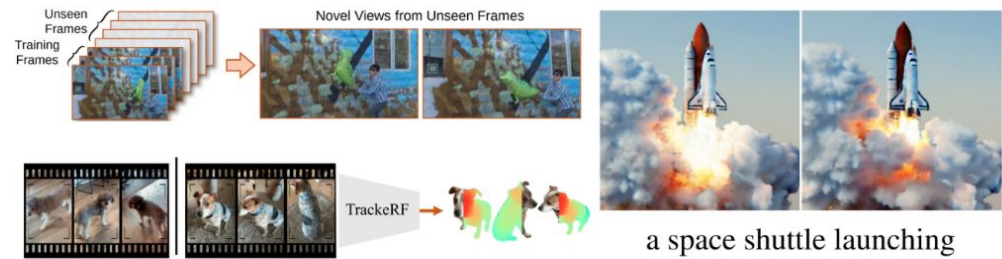 Unseen
Frames
Training
Frames
Novel Views from Unseen Frames
TrackeRF
a space shuttle launching